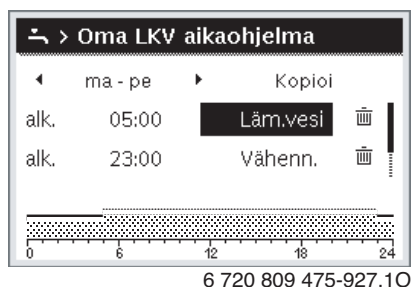 > Oma LKV aikaohjelma
ma - pe Kopioi
alk. 05:00 Läm.vesi
alk. 23:00 Vähenn.
0 6 12 18 24
6 720 809 475-927.1O